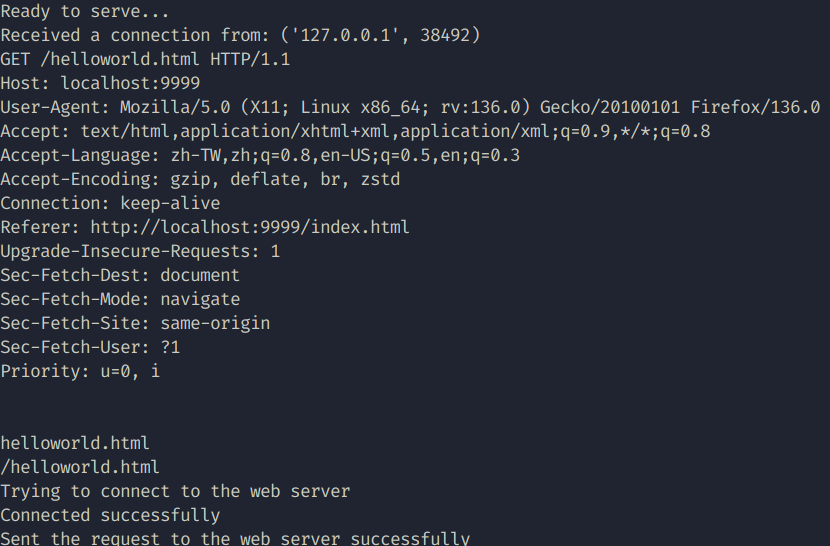 Ready to serve...
Received a connection from: ('127.0.0.1', 38492)
GET /helloworld.html HTTP/1.1
Host: localhost:9999
User-Agent: Mozilla/5.0 (X11; Linux x86_64; rv:136.0) Gecko/20100101 Firefox/136.0
Accept: text/html,application/xhtml+xml,application/xml;q=0.9,*/*;q=0.8
Accept-Language: zh-TW,zh;q=0.8,en-US;q=0.5,en;q=0.3
Accept-Encoding: gzip, deflate, br, zstd
Connection: keep-alive
Referer: http://localhost:9999/index.html
Upgrade-Insecure-Requests: 1
Sec-Fetch-Dest: document
Sec-Fetch-Mode: navigate
Sec-Fetch-Site: same-origin
Sec-Fetch-User: ?1
Priority: u=0, i
helloworld.html
/helloworld.html
Trying to connect to the web server
Connected successfully
Sent the request to the web server successfully